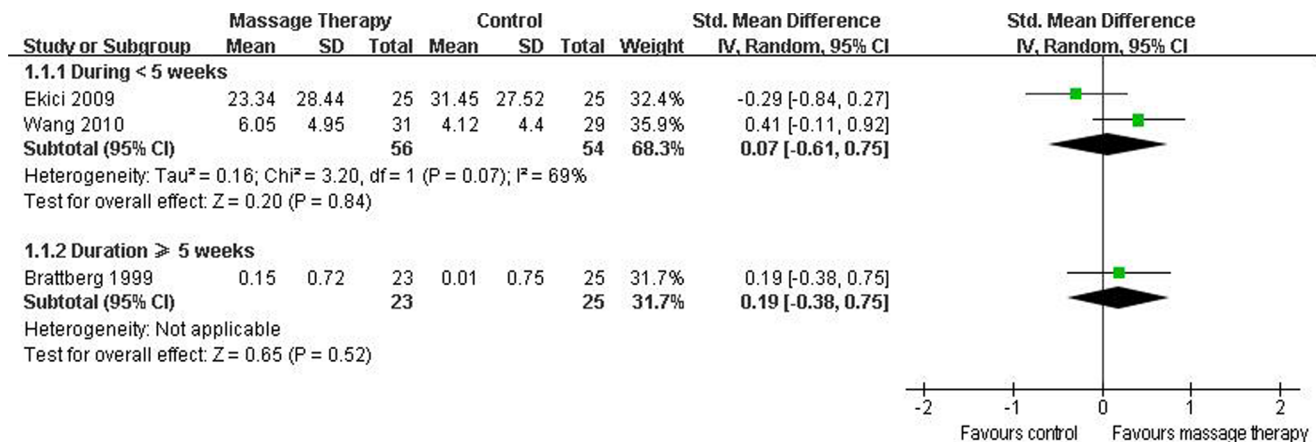 Massage Therapy Control Std. Mean Difference Std. Mean Difference
Study or Subgroup Mean SD Total Mean SD Total Weight IV, Random, 95% CI IV, Random, 95% CI
1.1.1 During < 5 weeks
Ekici 2009 23.34 28.44 25 31.45 27.52 25 32.4% -0.29 [-0.84, 0.27]
Wang 2010 6.05 4.95 31 4.12 4.4 29 35.9% 0.41 [-0.11, 0.92]
Subtotal (95% CI) 56 54 68.3% 0.07 [-0.61, 0.75]
Heterogeneity: Tau² = 0.16; Chi² = 3.20, df = 1 (P = 0.07); I² = 69%
Test for overall effect: Z = 0.20 (P = 0.84)
1.1.2 Duration ⩾ 5 weeks
Brattberg 1999 0.15 0.72 23 0.01 0.75 25 31.7% 0.19 [-0.38, 0.75]
Subtotal (95% CI) 23 25 31.7% 0.19 [-0.38, 0.75]
Heterogeneity: Not applicable
Test for overall effect: Z = 0.65 (P = 0.52)
-2 -1 0 1 2
Favours control Favours massage therapy